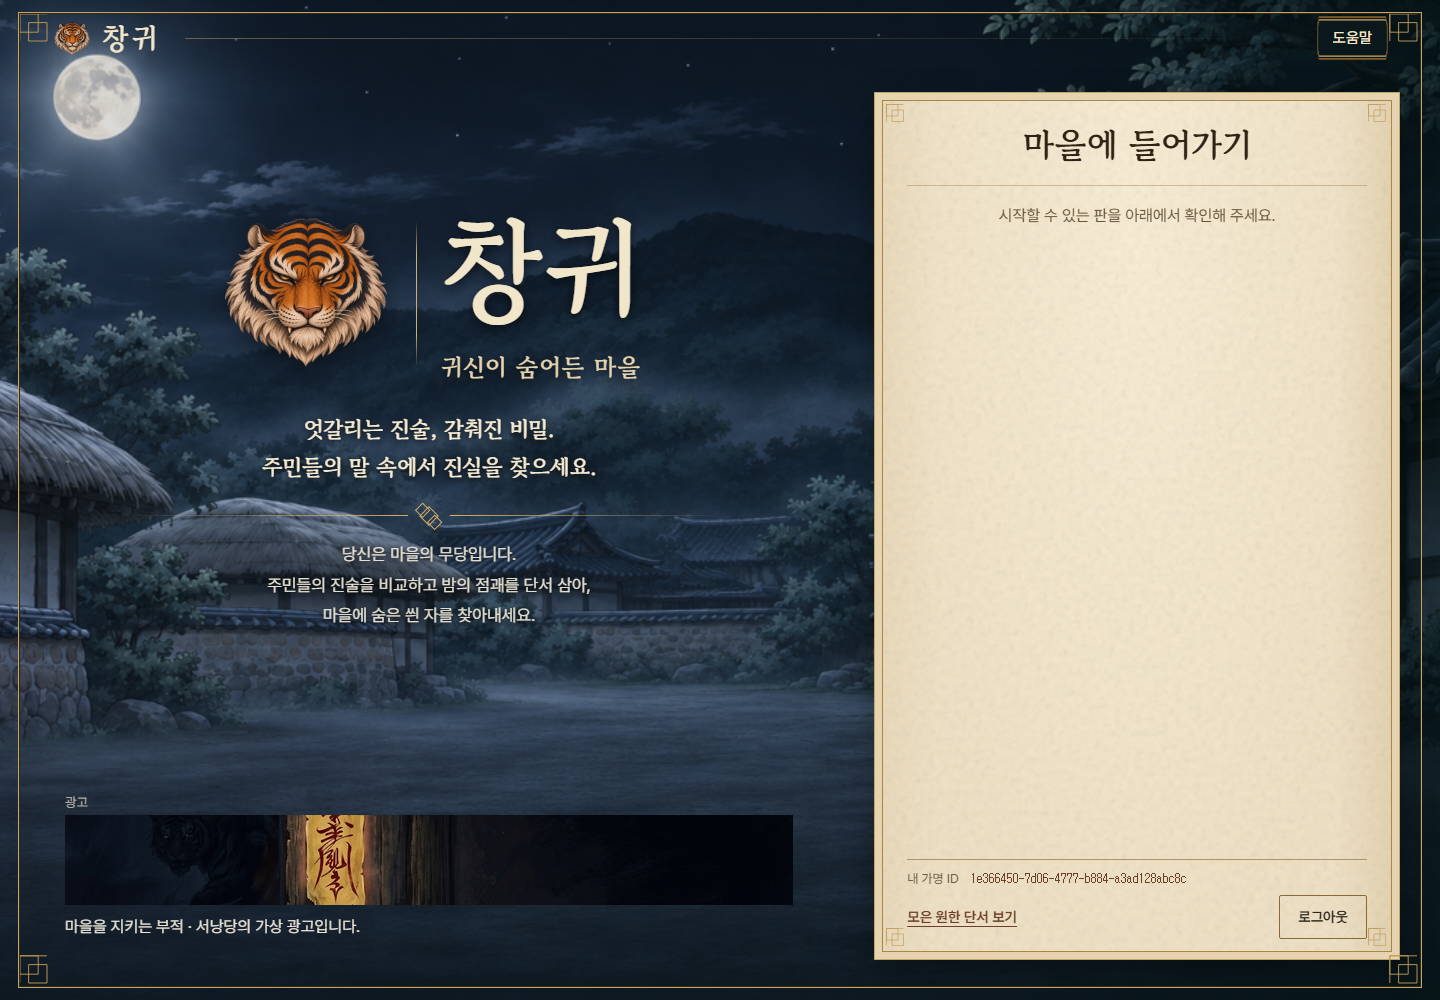 창귀
도움말
창귀
귀신이 숨어든 마을
엇갈리는 진술, 감춰진 비밀.
주민들의 말 속에서 진실을 찾으세요.
당신은 마을의 무당입니다.
주민들의 진술을 비교하고 밤의 점괘를 단서 삼아,
마을에 숨은 씐 자를 찾아내세요.
광고
마을을 지키는 부적 · 서낭당의 가상 광고입니다.
마을에 들어가기
시작할 수 있는 판을 아래에서 확인해 주세요.
내 가명 ID 1e366450-7d06-4777-b884-a3ad128abc8c
모은 원한 단서 보기
로그아웃